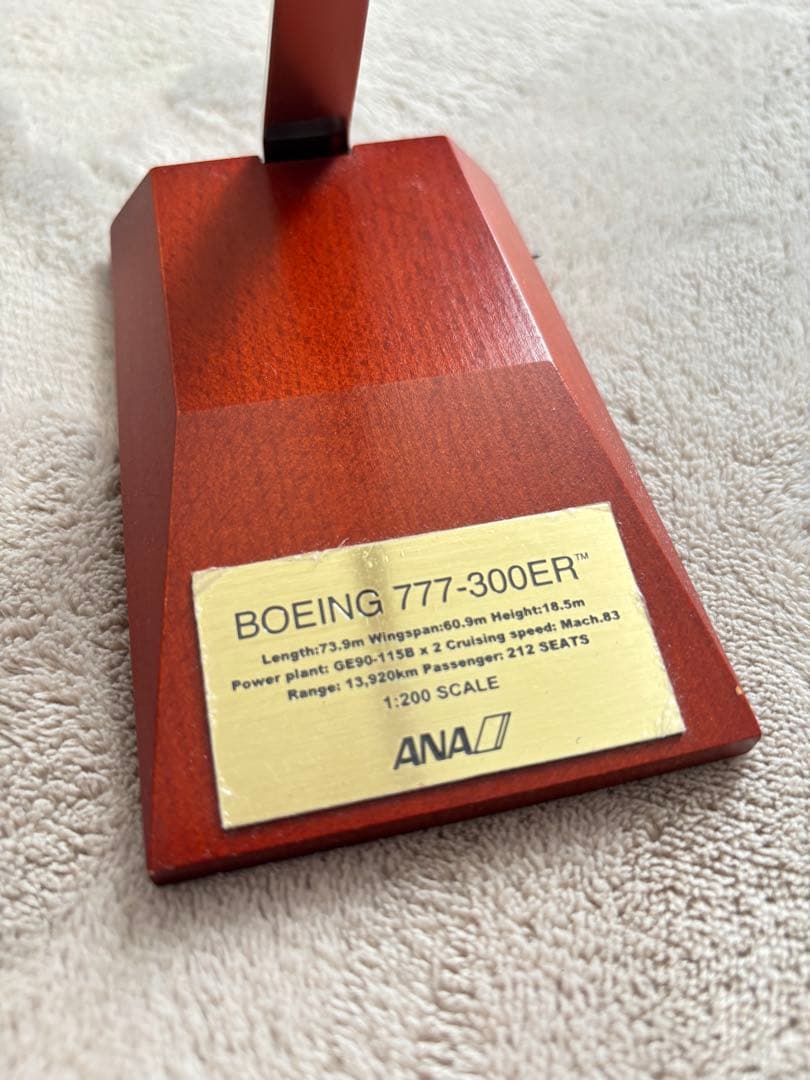 BOEING 777-300ER™
Length:73.9m Wingspan:60.9m Height:18.5m
Power plant: GE90-115B x 2 Cruising speed: Mach.83
Range: 13,920km Passenger: 212 SEATS
1:200 SCALE
ANA